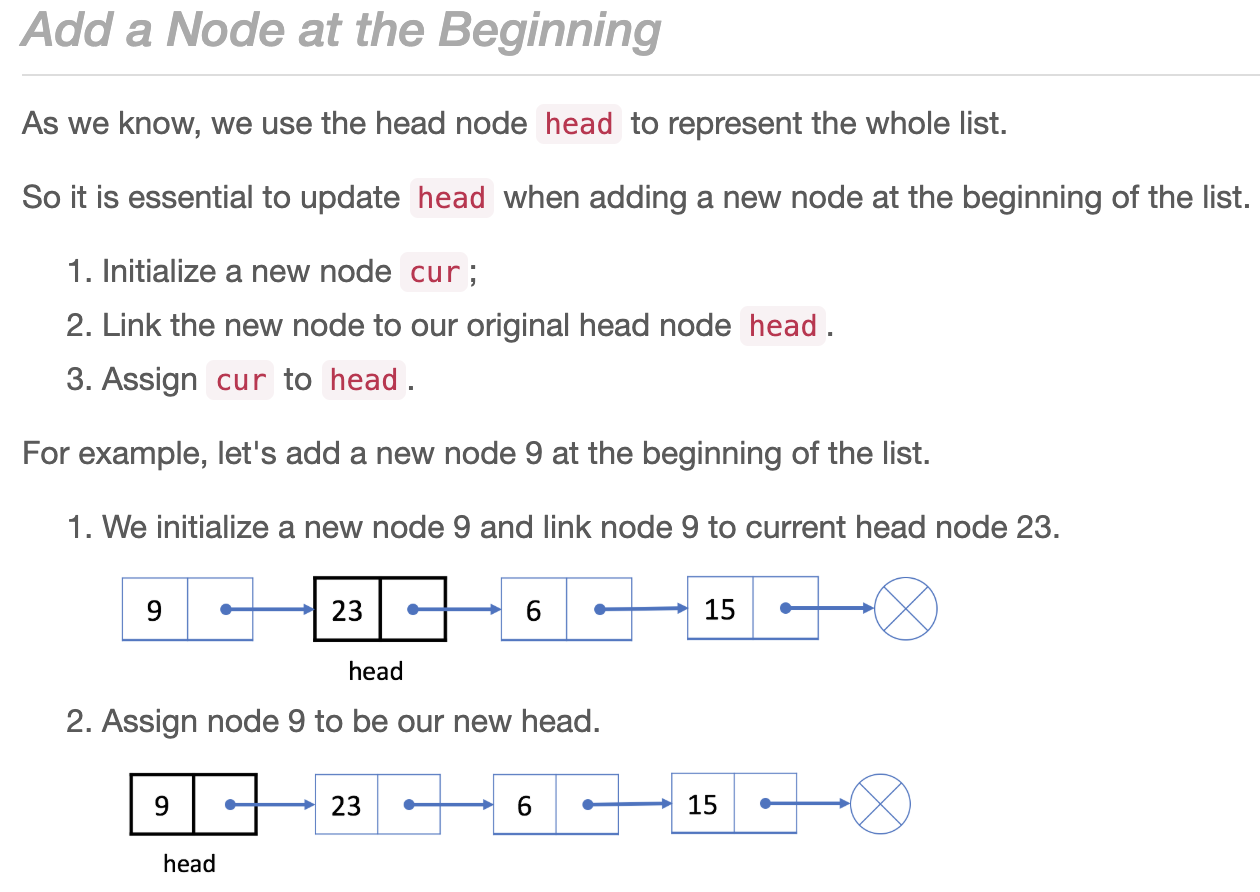 Add a Node at the Beginning
As we know, we use the head node head to represent the whole list.
So it is essential to update head when adding a new node at the beginning of the list.
1. Initialize a new node cur;
2. Link the new node to our original head node head.
3. Assign cur to head.
For example, let's add a new node 9 at the beginning of the list.
1. We initialize a new node 9 and link node 9 to current head node 23.
9 23 6 15
head
2. Assign node 9 to be our new head.
9 23 6 15
head